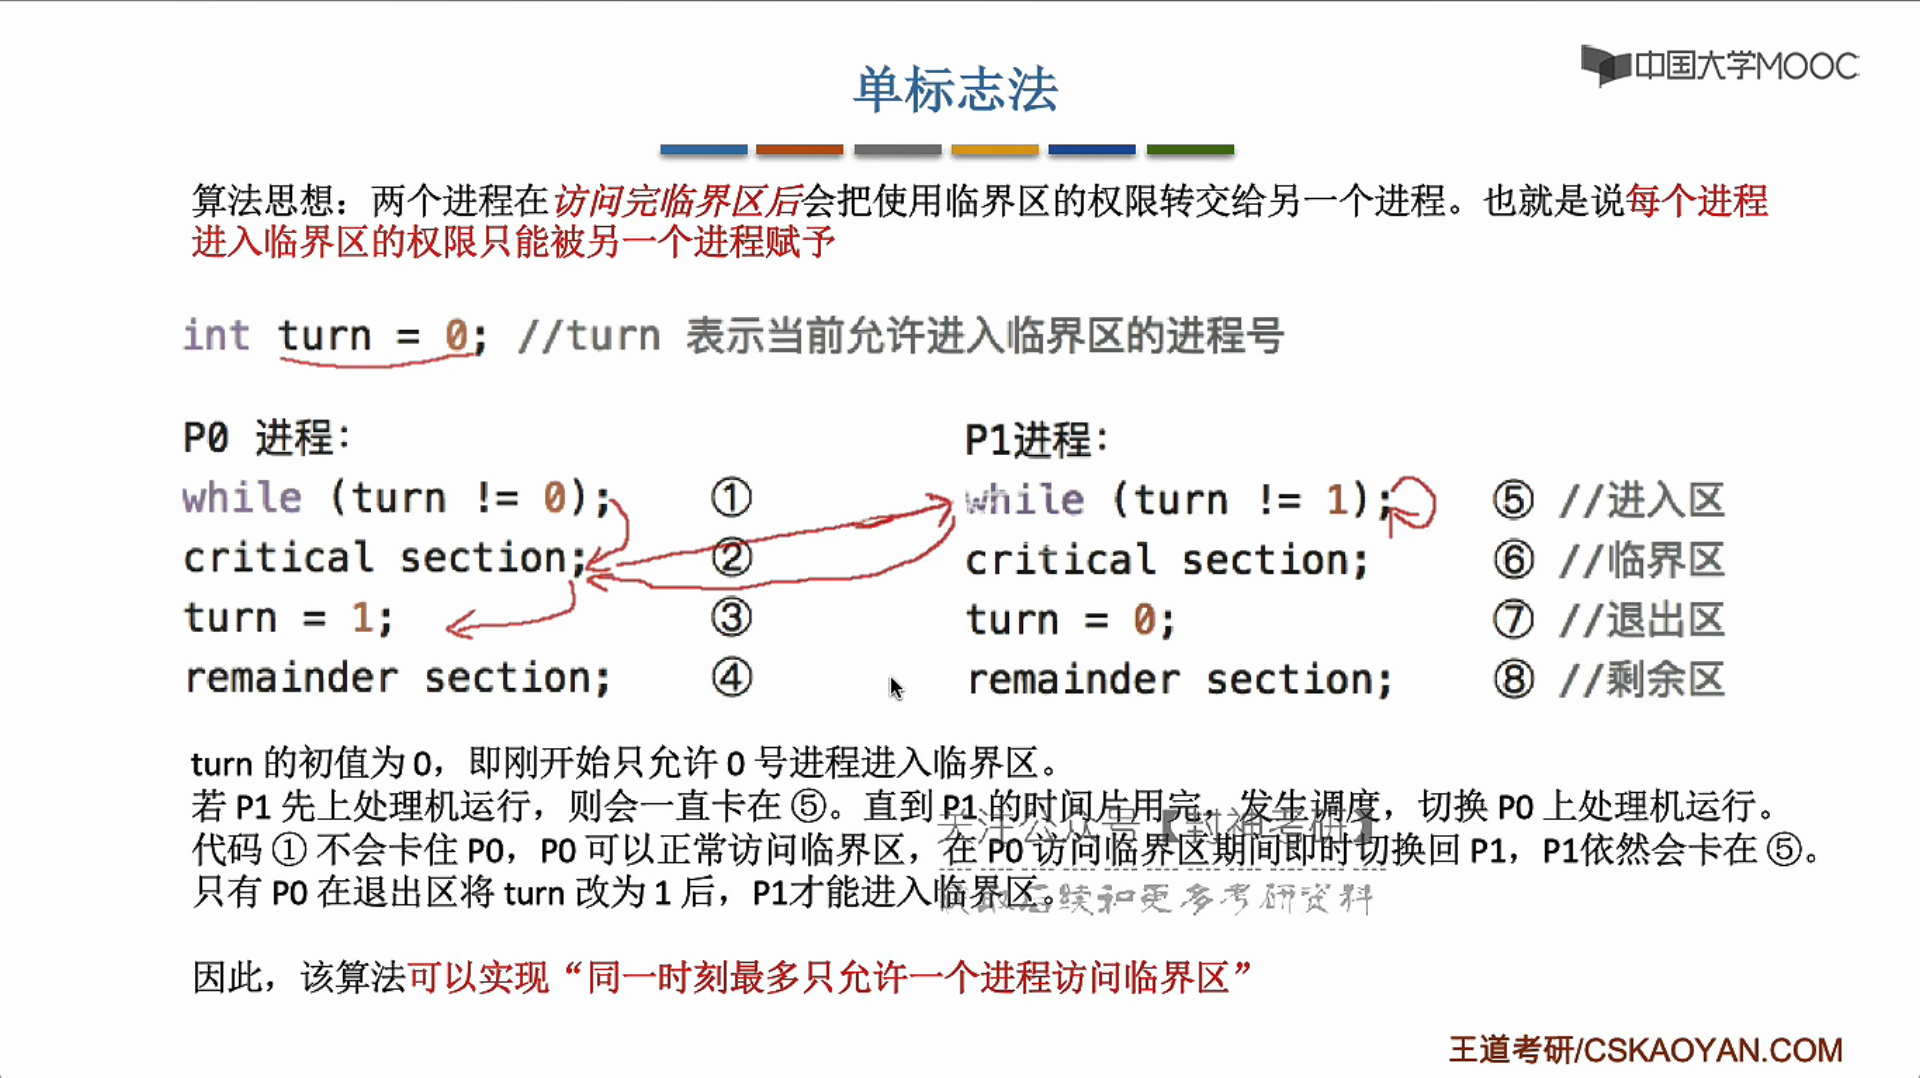 中国大学MOOC
单标志法
算法思想：两个进程在访问完临界区后会把使用临界区的权限转交给另一个进程。也就是说每个进程
进入临界区的权限只能被另一个进程赋予
int turn = 0; //turn 表示当前允许进入临界区的进程号
P0 进程：
while (turn != 0); ①
critical section; ②
turn = 1; ③
remainder section; ④
P1进程：
while (turn != 1); ⑤ //进入区
critical section; ⑥ //临界区
turn = 0; ⑦ //退出区
remainder section; ⑧ //剩余区
turn 的初值为 0，即刚开始只允许 0 号进程进入临界区。
若 P1 先上处理机运行，则会一直卡在 ⑤。直到 P1 的时间片用完，发生调度，切换 P0 上处理机运行。
代码 ① 不会卡住 P0，P0 可以正常访问临界区，在 P0 访问临界区期间即时切换回 P1，P1依然会卡在 ⑤。
只有 P0 在退出区将 turn 改为 1 后，P1才能进入临界区。
关注公众号【封神考研】
获取后续和更多考研资料
因此，该算法可以实现“同一时刻最多只允许一个进程访问临界区”
王道考研/CSKAOYAN.COM